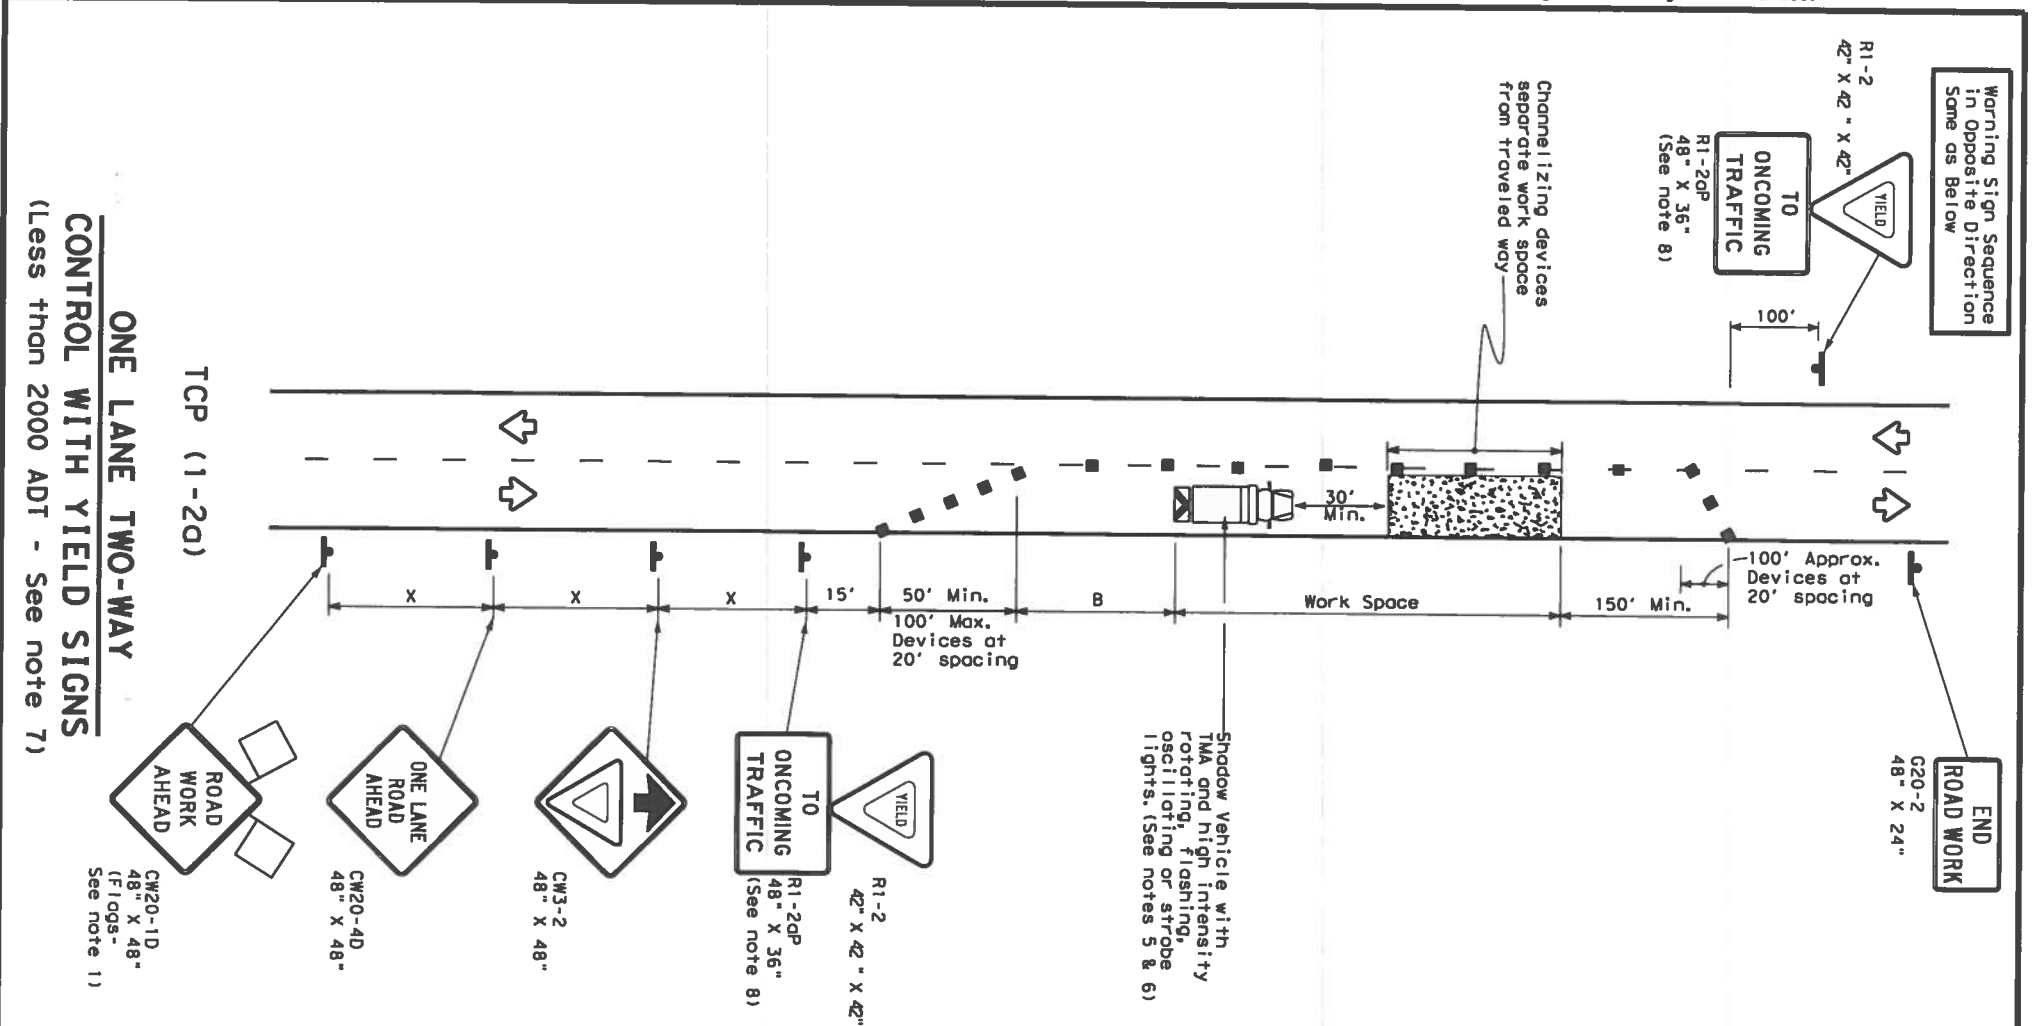 Warning Sign Sequence
in Opposite Direction
Same as Below
R1-2
42" X 42 " X 42"
YIELD
TO
ONCOMING
TRAFFIC
R1-2aP
48" X 36"
(See note 8)
100'
Channelizing devices
separate work space
from traveled way
30'
Min.
100' Approx.
Devices at
20' spacing
X
X
X
15'
50' Min.
100' Max.
Devices at
20' spacing
B
Work Space
150' Min.
END
ROAD WORK
G20-2
48" X 24"
Shadow Vehicle with
TMA and high intensity
rotating, flashing,
oscillating or strobe
lights. (See notes 5 & 6)
YIELD
R1-2
42" X 42 " X 42"
TO
ONCOMING
TRAFFIC
R1-2aP
48" X 36"
(See note 8)
CW3-2
48" X 48"
ONE LANE
ROAD
AHEAD
CW20-4D
48" X 48"
ROAD
WORK
AHEAD
CW20-1D
48" X 48"
(Flags-
See note 1)
TCP (1-2a)
ONE LANE TWO-WAY
CONTROL WITH YIELD SIGNS
(Less than 2000 ADT - See note 7)